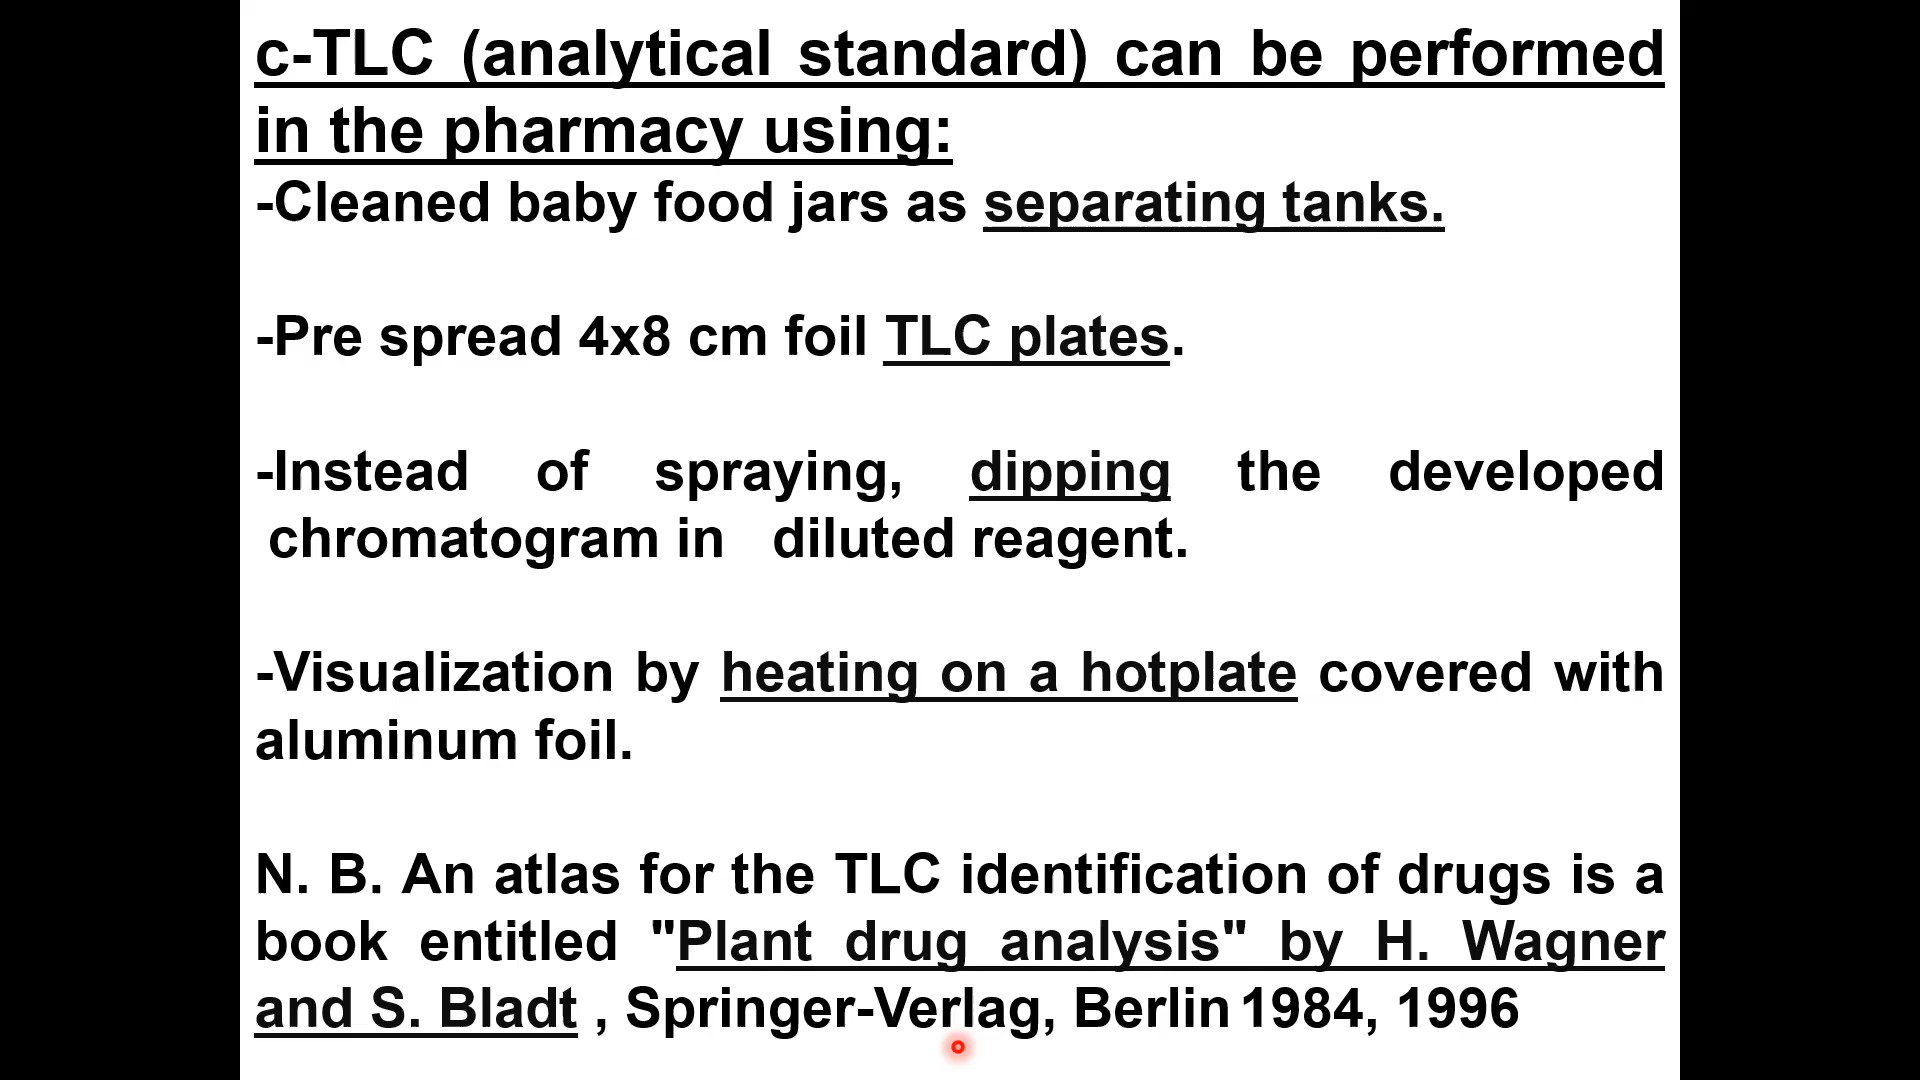 c-TLC (analytical standard) can be performed
in the pharmacy using:
-Cleaned baby food jars as separating tanks.
-Pre spread 4x8 cm foil TLC plates.
-Instead of spraying, dipping the developed
chromatogram in diluted reagent.
-Visualization by heating on a hotplate covered with
aluminum foil.
N. B. An atlas for the TLC identification of drugs is a
book entitled "Plant drug analysis" by H. Wagner
and S. Bladt , Springer-Verlag, Berlin 1984, 1996